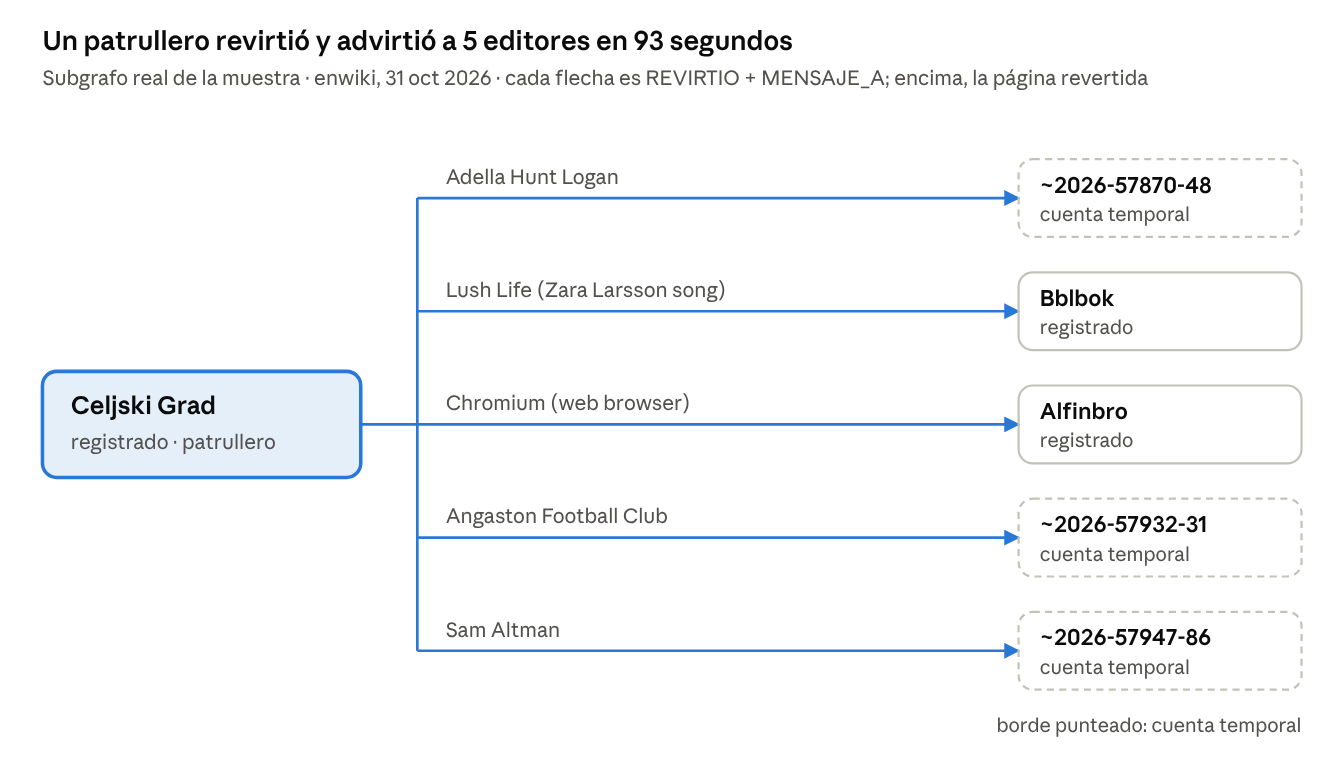 Un patrullero revirtió y advirtió a 5 editores en 93 segundos
Subgrafo real de la muestra · enwiki, 31 oct 2026 · cada flecha es REVIRTIO + MENSAJE_A; encima, la página revertida
Adella Hunt Logan
~2026-57870-48
cuenta temporal
Lush Life (Zara Larsson song)
Bblbok
registrado
Celjski Grad
registrado · patrullero
Chromium (web browser)
Alfinbro
registrado
Angaston Football Club
~2026-57932-31
cuenta temporal
Sam Altman
~2026-57947-86
cuenta temporal
borde punteado: cuenta temporal